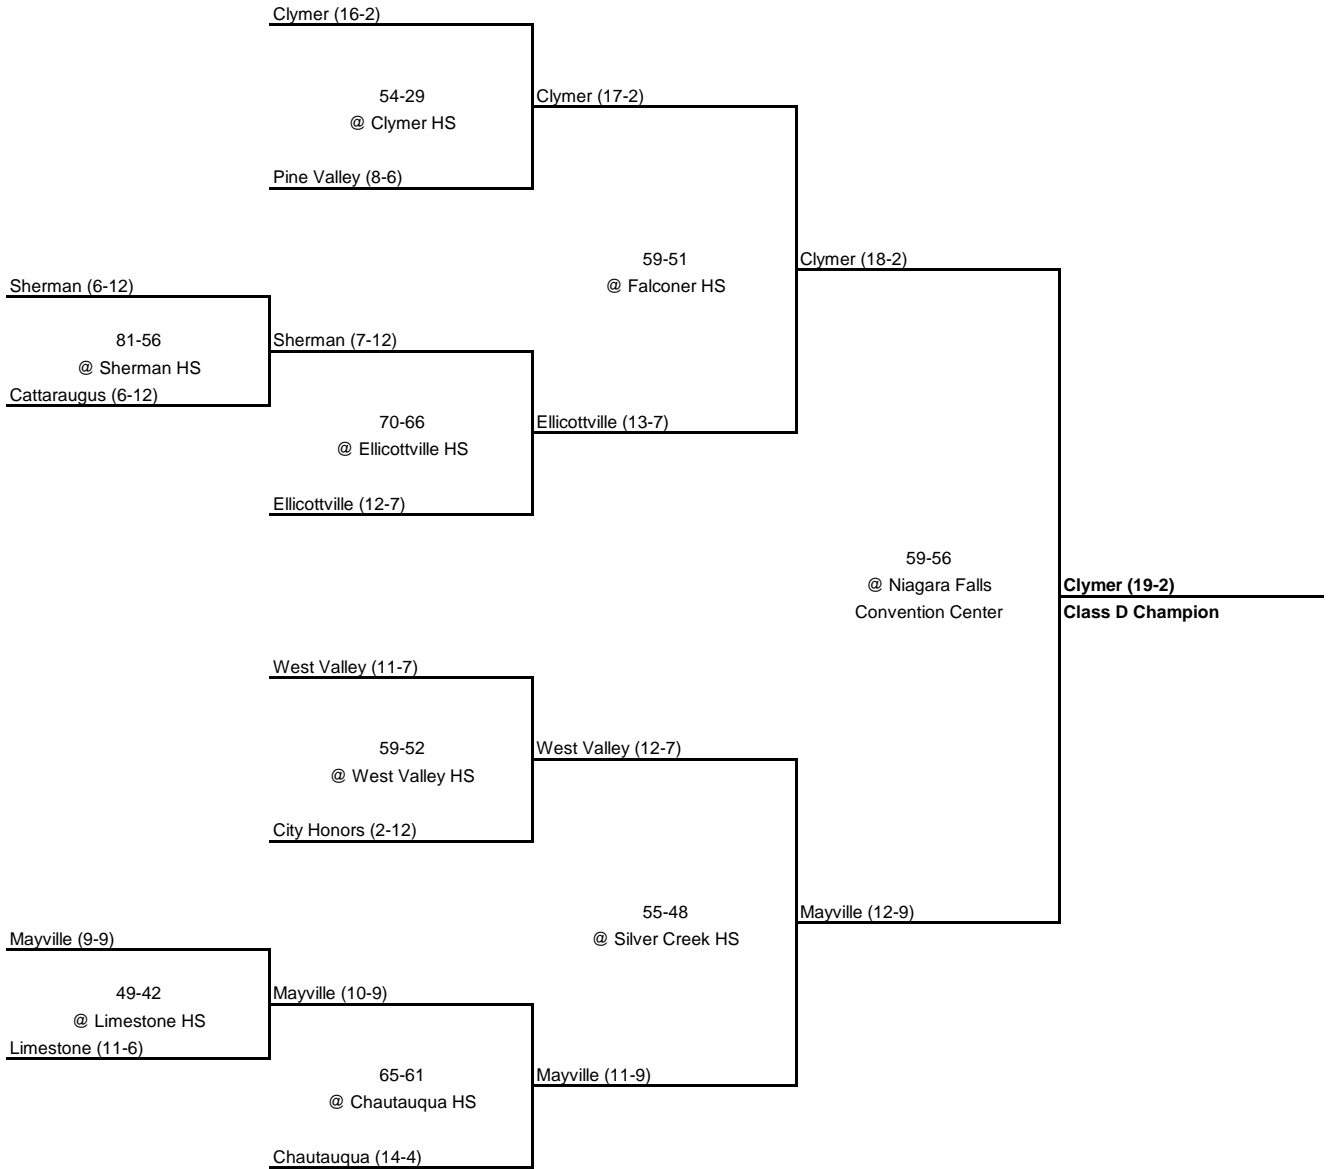 Clymer (16-2)
54-29
@ Clymer HS
Clymer (17-2)
Pine Valley (8-6)
59-51
@ Falconer HS
Clymer (18-2)
Sherman (6-12)
81-56
@ Sherman HS
Sherman (7-12)
Cattaraugus (6-12)
70-66
@ Ellicottville HS
Ellicottville (13-7)
Ellicottville (12-7)
59-56
@ Niagara Falls
Convention Center
Clymer (19-2)
Class D Champion
West Valley (11-7)
59-52
@ West Valley HS
West Valley (12-7)
City Honors (2-12)
55-48
@ Silver Creek HS
Mayville (12-9)
Mayville (9-9)
49-42
@ Limestone HS
Mayville (10-9)
Limestone (11-6)
65-61
@ Chautauqua HS
Mayville (11-9)
Chautauqua (14-4)